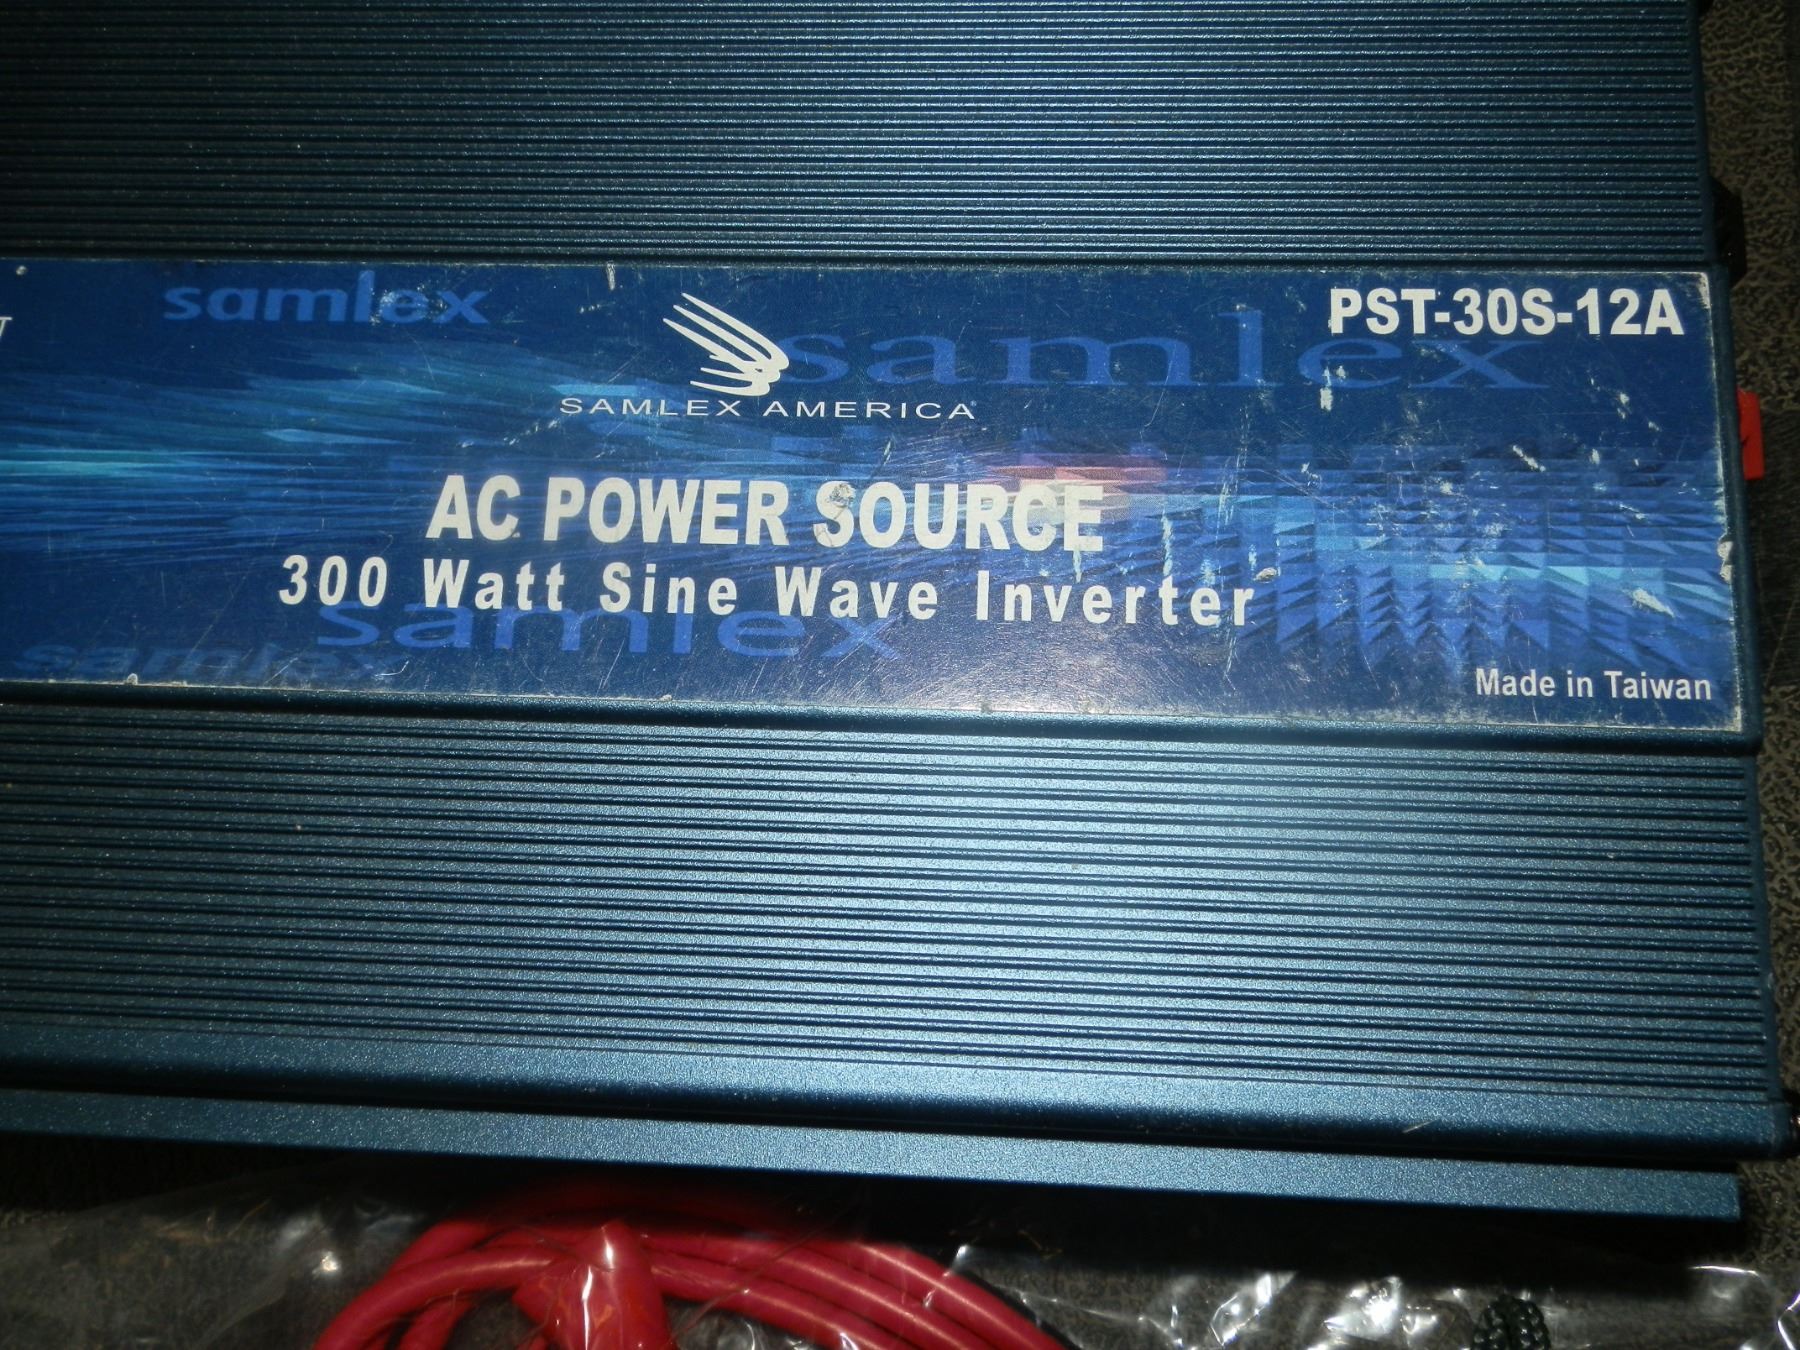 samlex
PST-30S-12A
samlex
SAMLEX AMERICA
AC POWER SOURCE
300 Watt Sine Wave Inverter
samlex
samlex
Made in Taiwan